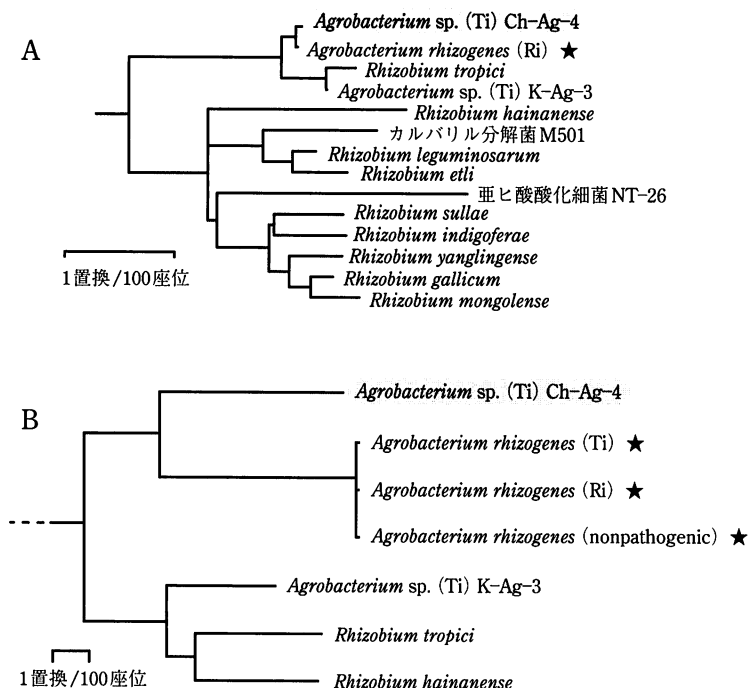 A
Agrobacterium sp. (Ti) Ch-Ag-4
Agrobacterium rhizogenes (Ri) ★
Rhizobium tropici
Agrobacterium sp. (Ti) K-Ag-3
Rhizobium hainanense
カルバリル分解菌M501
Rhizobium leguminosarum
Rhizobium etli
亜ヒ酸酸化細菌NT-26
Rhizobium sullae
Rhizobium indigoferae
Rhizobium yanglingense
Rhizobium gallicum
Rhizobium mongolense
1置換/100座位
B
Agrobacterium sp. (Ti) Ch-Ag-4
Agrobacterium rhizogenes (Ti) ★
Agrobacterium rhizogenes (Ri) ★
Agrobacterium rhizogenes (nonpathogenic) ★
Agrobacterium sp. (Ti) K-Ag-3
Rhizobium tropici
Rhizobium hainanense
1置換/100座位